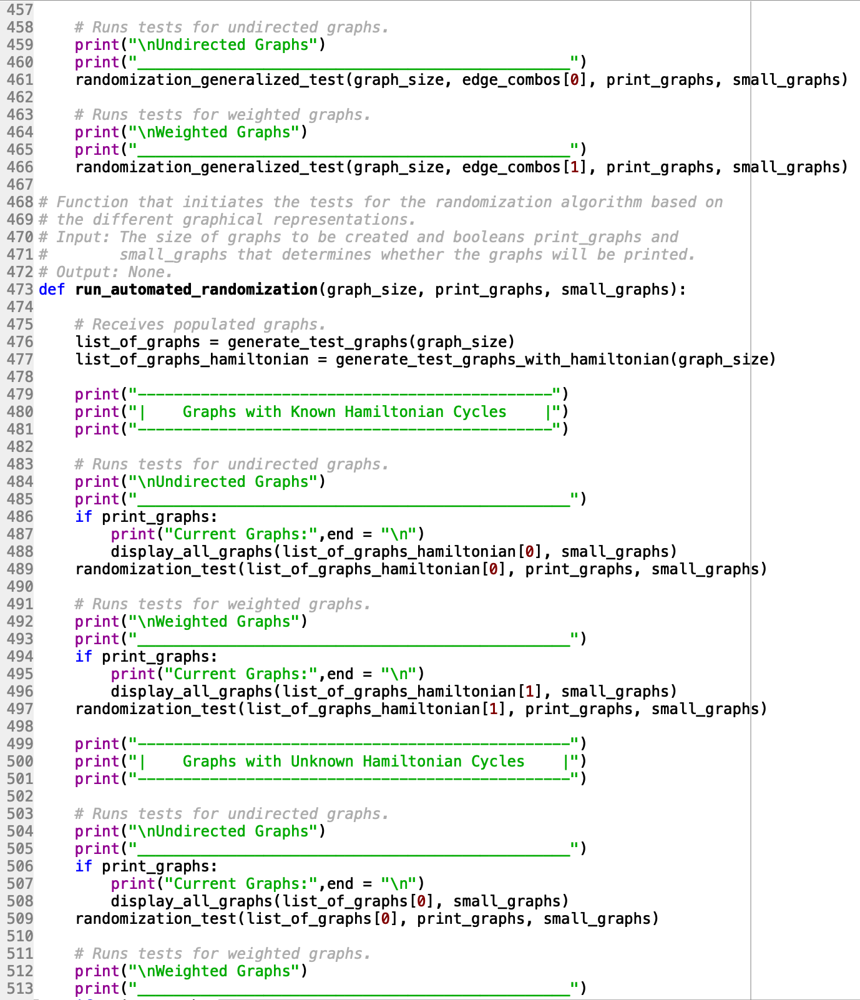 457
458     # Runs tests for undirected graphs.
459     print("\nUndirected Graphs")
460     print("________________________________________________")
461     randomization_generalized_test(graph_size, edge_combos[0], print_graphs, small_graphs)
462
463     # Runs tests for weighted graphs.
464     print("\nWeighted Graphs")
465     print("________________________________________________")
466     randomization_generalized_test(graph_size, edge_combos[1], print_graphs, small_graphs)
467
468 # Function that initiates the tests for the randomization algorithm based on
469 # the different graphical representations.
470 # Input: The size of graphs to be created and booleans print_graphs and
471 #        small_graphs that determines whether the graphs will be printed.
472 # Output: None.
473 def run_automated_randomization(graph_size, print_graphs, small_graphs):
474
475     # Receives populated graphs.
476     list_of_graphs = generate_test_graphs(graph_size)
477     list_of_graphs_hamiltonian = generate_test_graphs_with_hamiltonian(graph_size)
478
479     print("----------------------------------------------")
480     print("|    Graphs with Known Hamiltonian Cycles    |")
481     print("----------------------------------------------")
482
483     # Runs tests for undirected graphs.
484     print("\nUndirected Graphs")
485     print("________________________________________________")
486     if print_graphs:
487         print("Current Graphs:",end = "\n")
488         display_all_graphs(list_of_graphs_hamiltonian[0], small_graphs)
489     randomization_test(list_of_graphs_hamiltonian[0], print_graphs, small_graphs)
490
491     # Runs tests for weighted graphs.
492     print("\nWeighted Graphs")
493     print("________________________________________________")
494     if print_graphs:
495         print("Current Graphs:",end = "\n")
496         display_all_graphs(list_of_graphs_hamiltonian[1], small_graphs)
497     randomization_test(list_of_graphs_hamiltonian[1], print_graphs, small_graphs)
498
499     print("------------------------------------------------")
500     print("|    Graphs with Unknown Hamiltonian Cycles    |")
501     print("------------------------------------------------")
502
503     # Runs tests for undirected graphs.
504     print("\nUndirected Graphs")
505     print("________________________________________________")
506     if print_graphs:
507         print("Current Graphs:",end = "\n")
508         display_all_graphs(list_of_graphs[0], small_graphs)
509     randomization_test(list_of_graphs[0], print_graphs, small_graphs)
510
511     # Runs tests for weighted graphs.
512     print("\nWeighted Graphs")
513     print("________________________________________________")